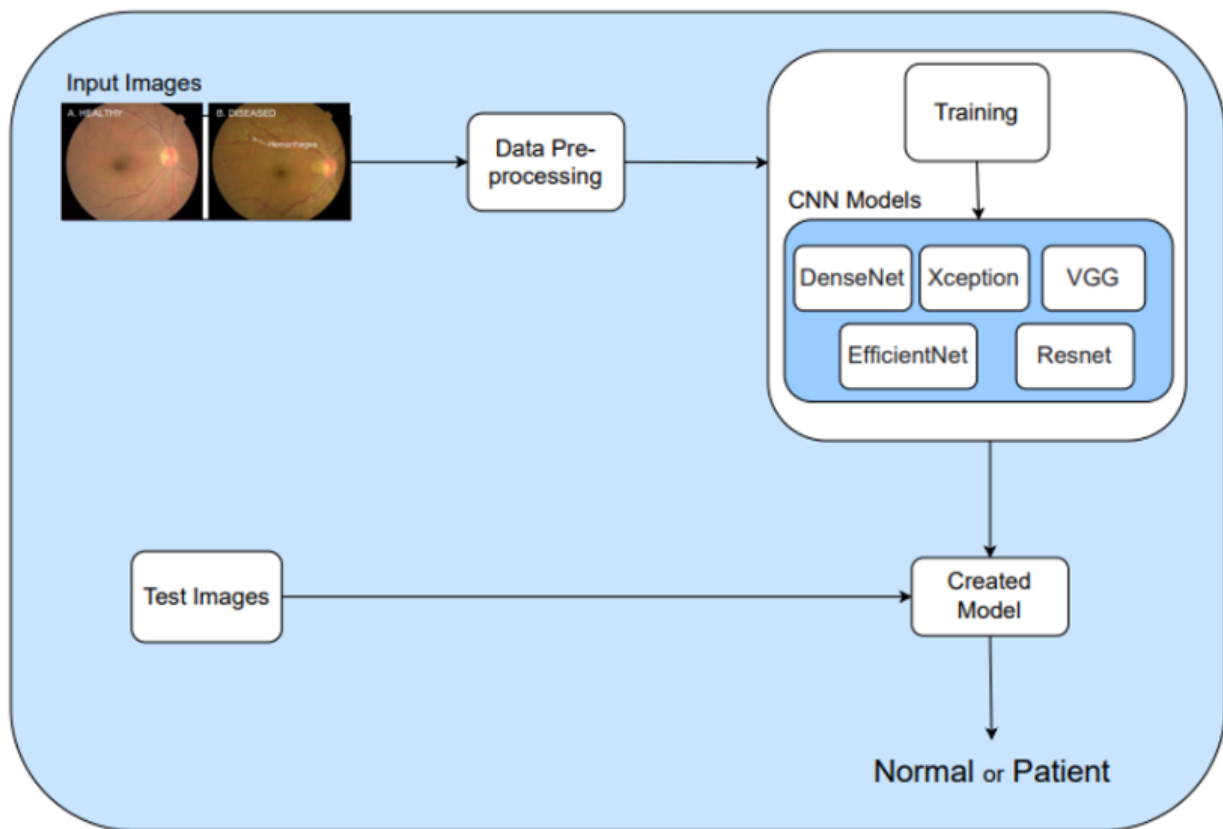 Input Images
A. HEALTHY
B. DISEASED
Hemorrhages
Data Pre-
processing
Training
CNN Models
DenseNet
Xception
VGG
EfficientNet
Resnet
Test Images
Created
Model
Normal or Patient